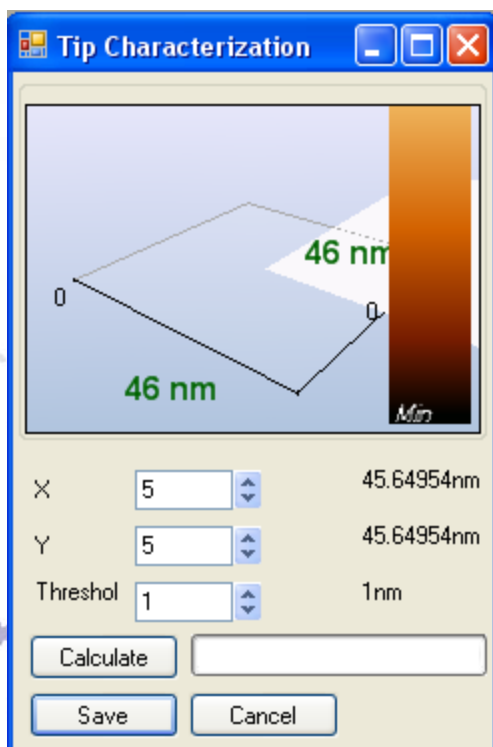 Tip Characterization
46 nm
0
0
46 nm
Min
X 5 45.64954nm
Y 5 45.64954nm
Threshol 1 1nm
Calculate
Save Cancel